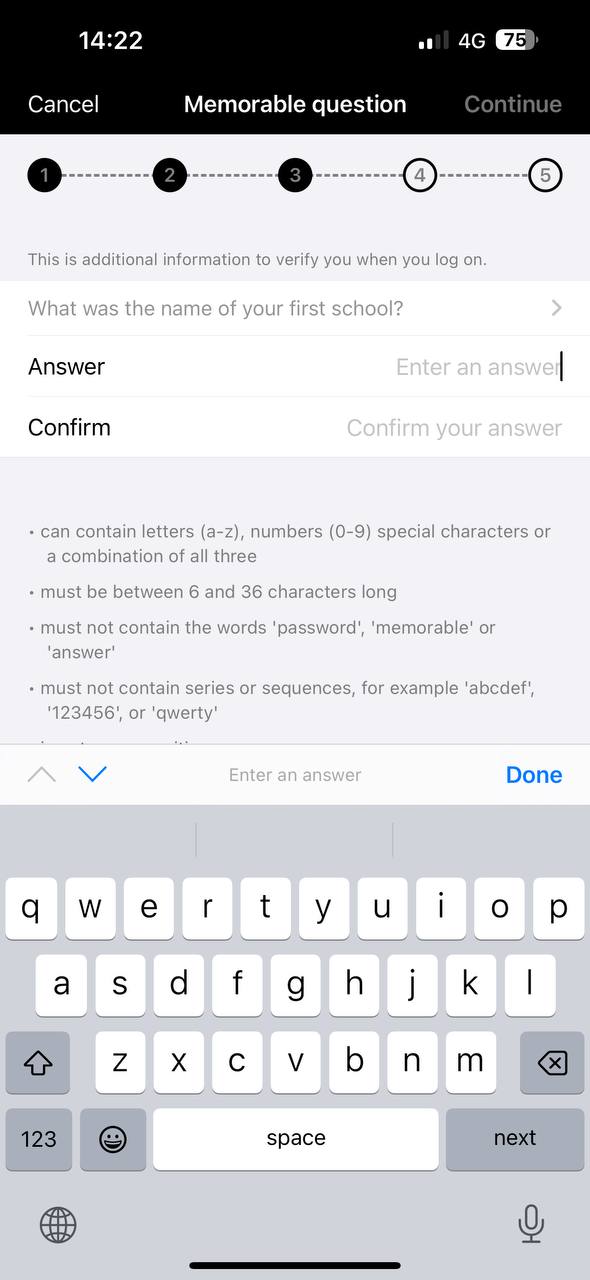 14:22
4G 75
Cancel Memorable question Continue
1 2 3 4 5
This is additional information to verify you when you log on.
What was the name of your first school?
Answer Enter an answer
Confirm Confirm your answer
• can contain letters (a-z), numbers (0-9) special characters or
a combination of all three
• must be between 6 and 36 characters long
• must not contain the words 'password', 'memorable' or
'answer'
• must not contain series or sequences, for example 'abcdef',
'123456', or 'qwerty'
Enter an answer Done
q w e r t y u i o p
a s d f g h j k l
z x c v b n m
123 space next